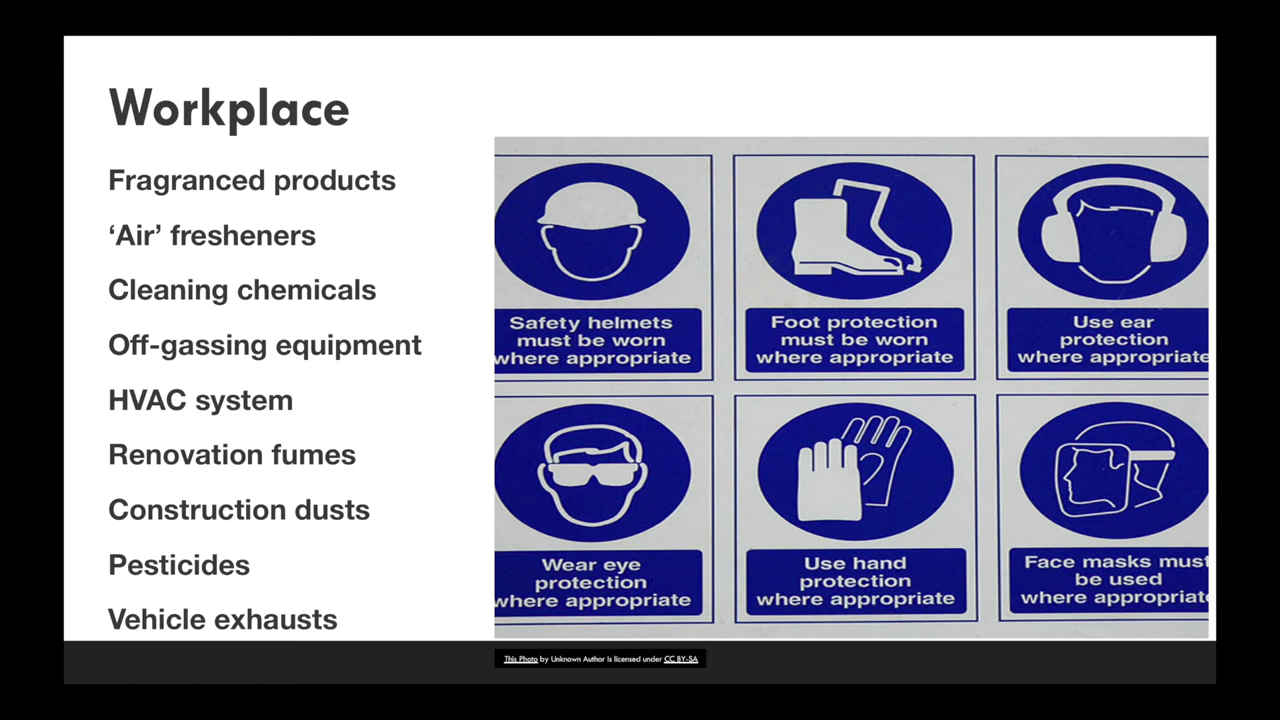 Workplace
Fragranced products
‘Air’ fresheners
Cleaning chemicals
Off-gassing equipment
HVAC system
Renovation fumes
Construction dusts
Pesticides
Vehicle exhausts
Safety helmets
must be worn
where appropriate
Foot protection
must be worn
where appropriate
Use ear
protection
where appropriate
Wear eye
protection
where appropriate
Use hand
protection
where appropriate
Face masks must
be used
where appropriate
This Photo by Unknown Author is licensed under CC BY-SA